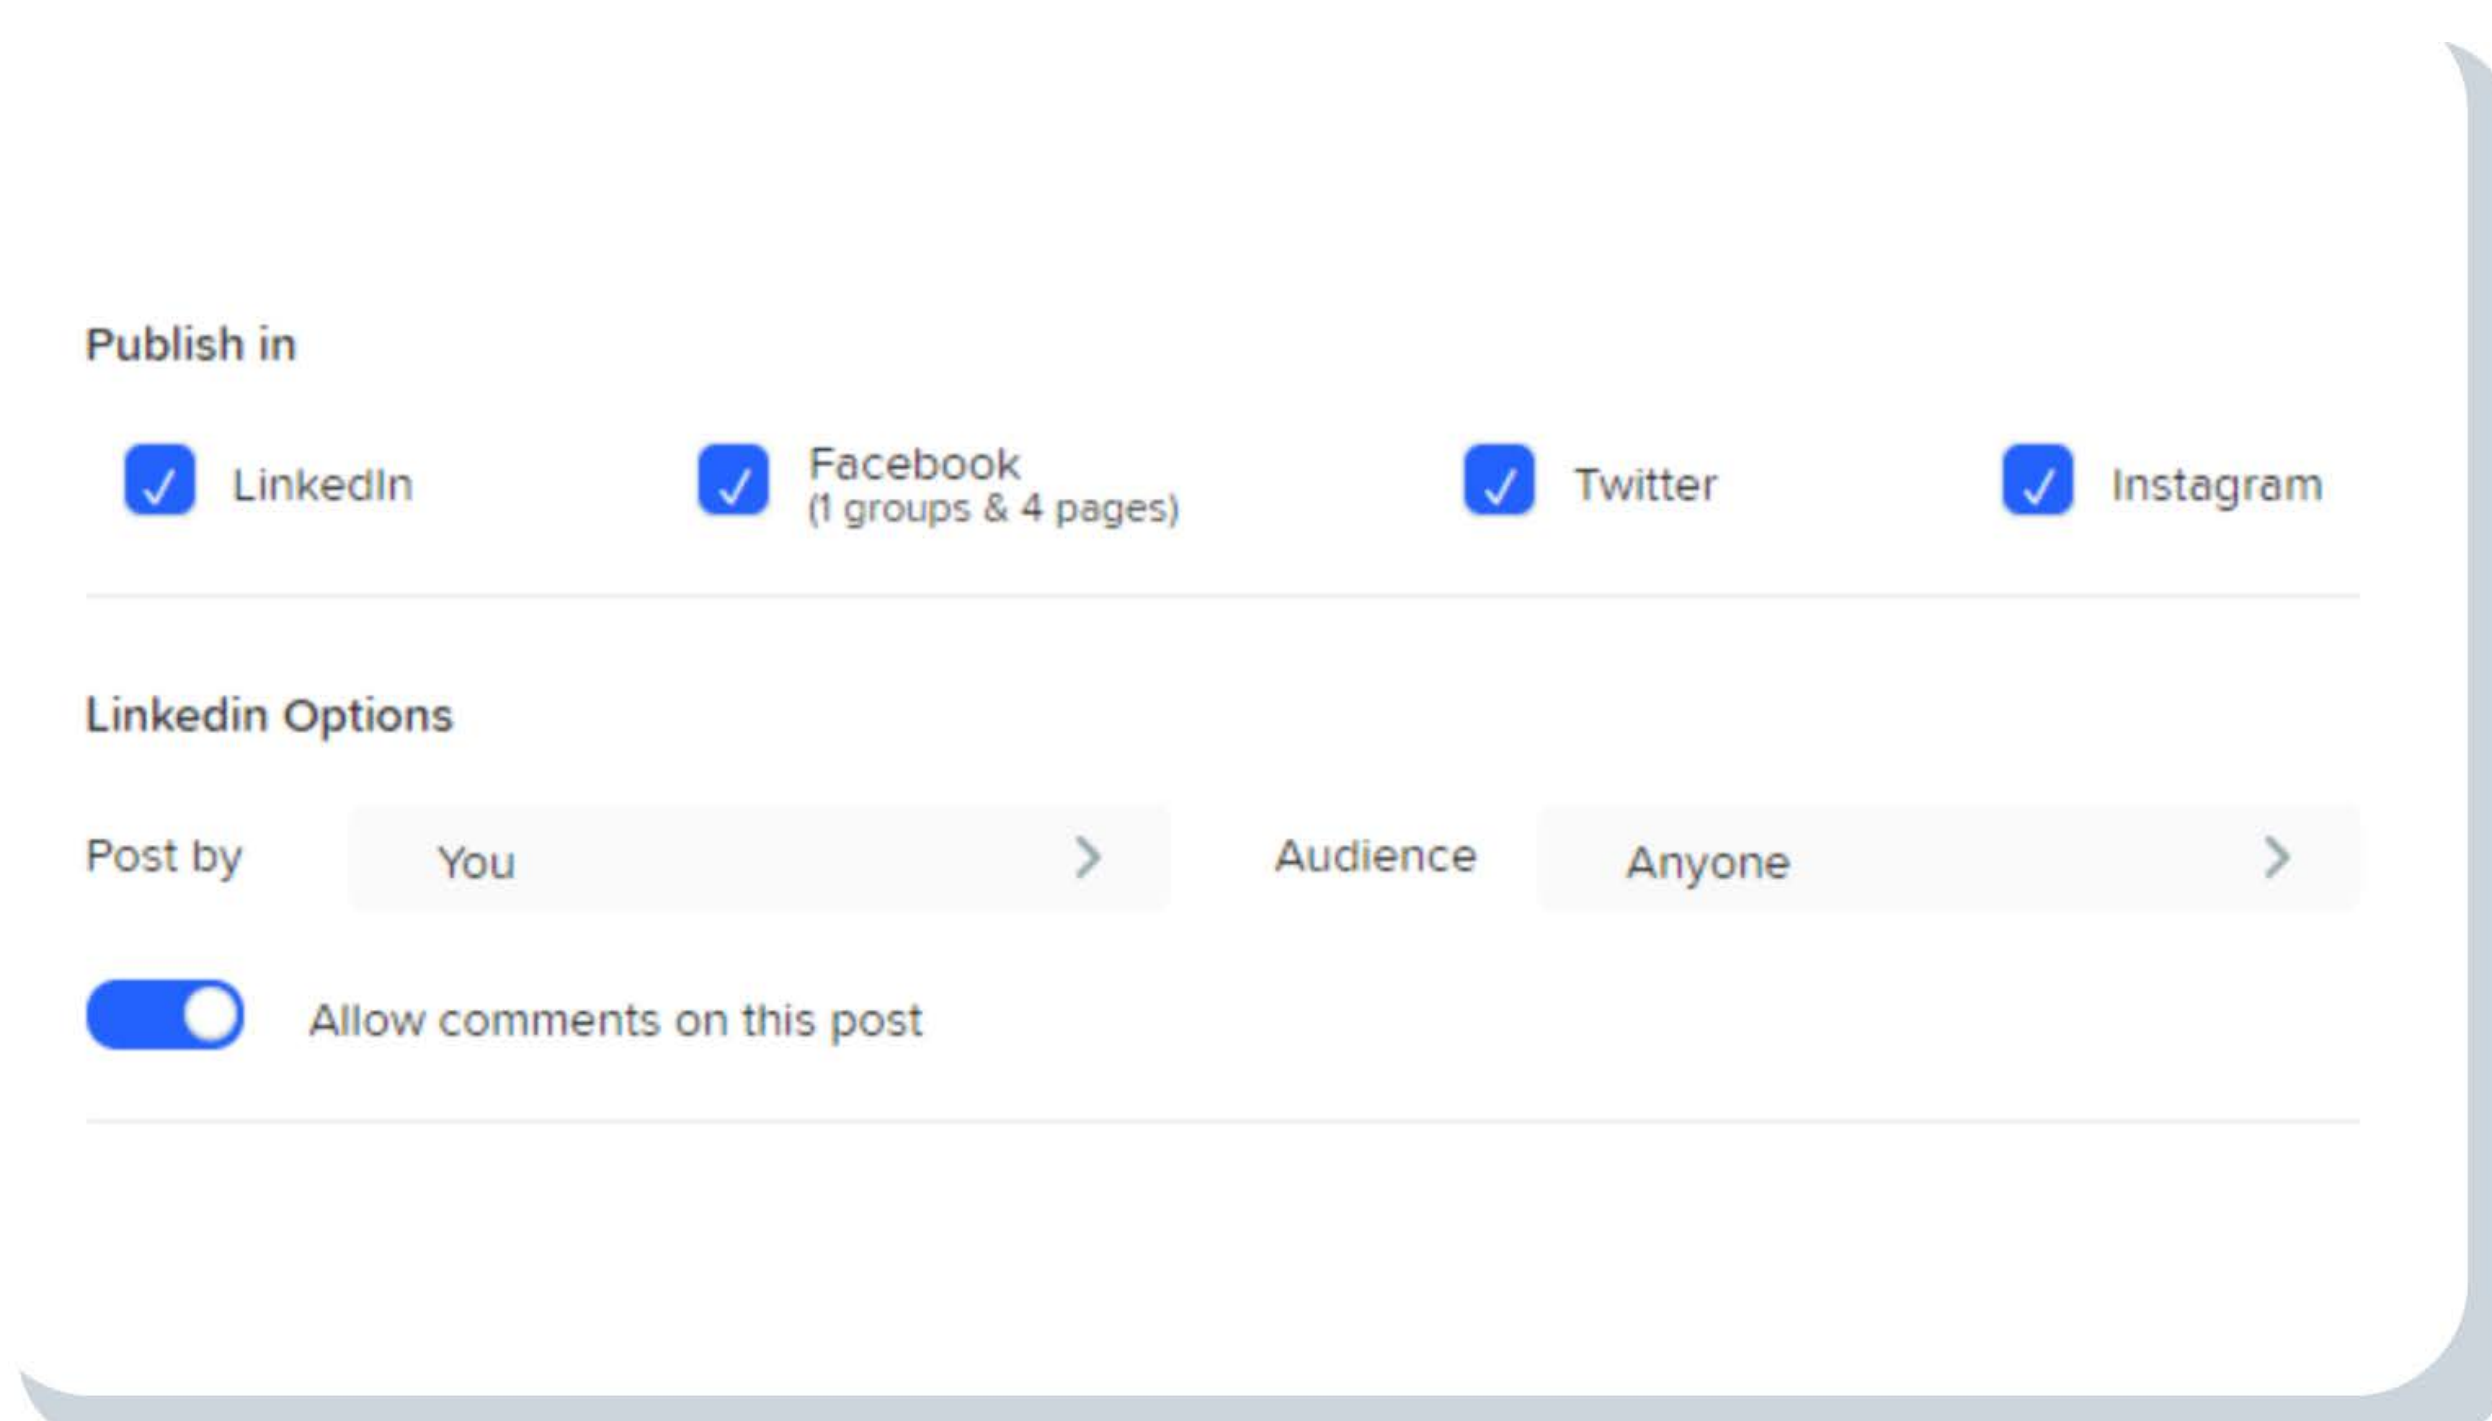 Publish in
LinkedIn
Facebook
(1 groups & 4 pages)
Twitter
Instagram
Linkedin Options
Post by
You
Audience
Anyone
Allow comments on this post